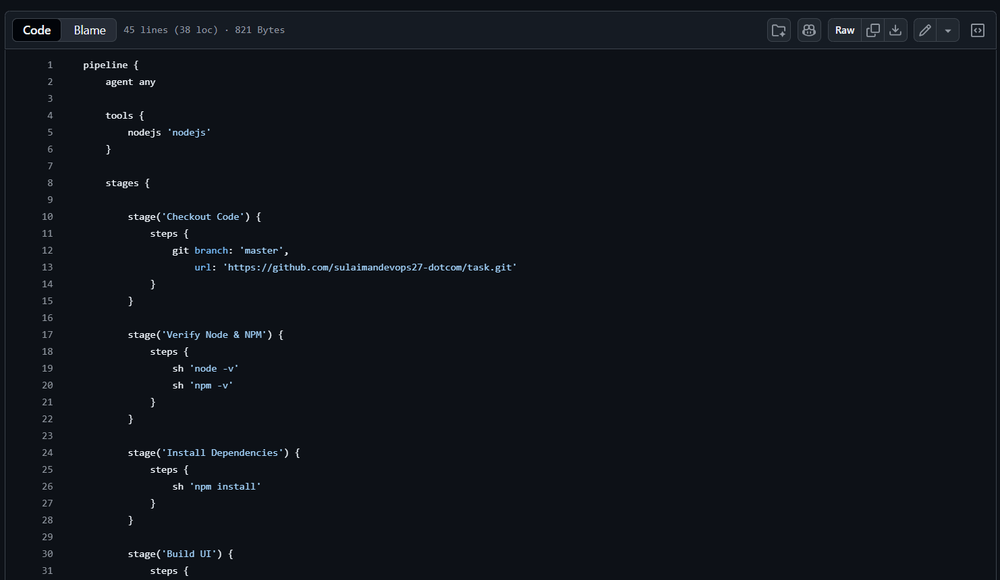 Code Blame 45 lines (38 loc) · 821 Bytes Raw
1 pipeline {
2     agent any
3
4     tools {
5         nodejs 'nodejs'
6     }
7
8     stages {
9
10         stage('Checkout Code') {
11             steps {
12                 git branch: 'master',
13                     url: 'https://github.com/sulaimandevops27-dotcom/task.git'
14             }
15         }
16
17         stage('Verify Node & NPM') {
18             steps {
19                 sh 'node -v'
20                 sh 'npm -v'
21             }
22         }
23
24         stage('Install Dependencies') {
25             steps {
26                 sh 'npm install'
27             }
28         }
29
30         stage('Build UI') {
31             steps {